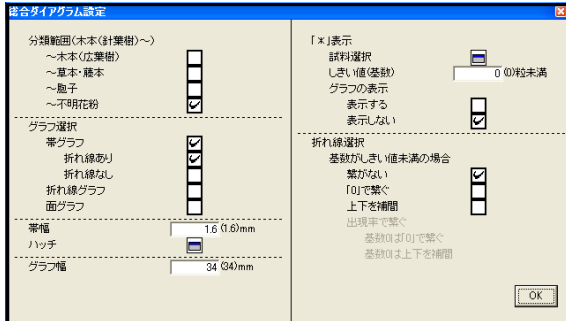 総合ダイアグラム設定
分類範囲(木本(針葉樹)～)
～木本(広葉樹)
～草本・藤本
～胞子
～不明花粉
グラフ選択
帯グラフ
折れ線あり
折れ線なし
折れ線グラフ
面グラフ
帯幅 1.6 (1.6)mm
ハッチ
グラフ幅 34 (34)mm
「*」表示
試料選択
しきい値(基数) 0 (0)粒未満
グラフの表示
表示する
表示しない
折れ線選択
基数がしきい値未満の場合
繋がない
「0」で繋ぐ
上下を補間
出現率で繋ぐ
基数0は「0」で繋ぐ
基数0は上下を補間
OK